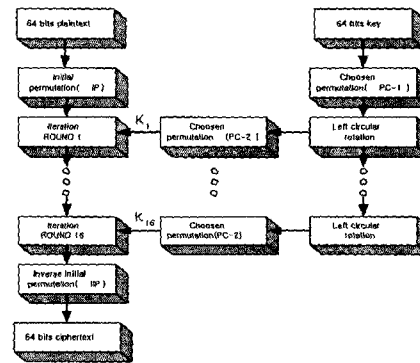 64 bits plaintext
64 bits key
Initial
permutation( IP)
Choosen
permutation( PC-1 )
Iteration
ROUND 1
K1
Choosen
permutation (PC-2 )
Left circular
rotation
Iteration
ROUND 16
K16
Choosen
permutation(PC-2)
Left circular
rotation
Inverse initial
permutation( IIP)
64 bits ciphertext